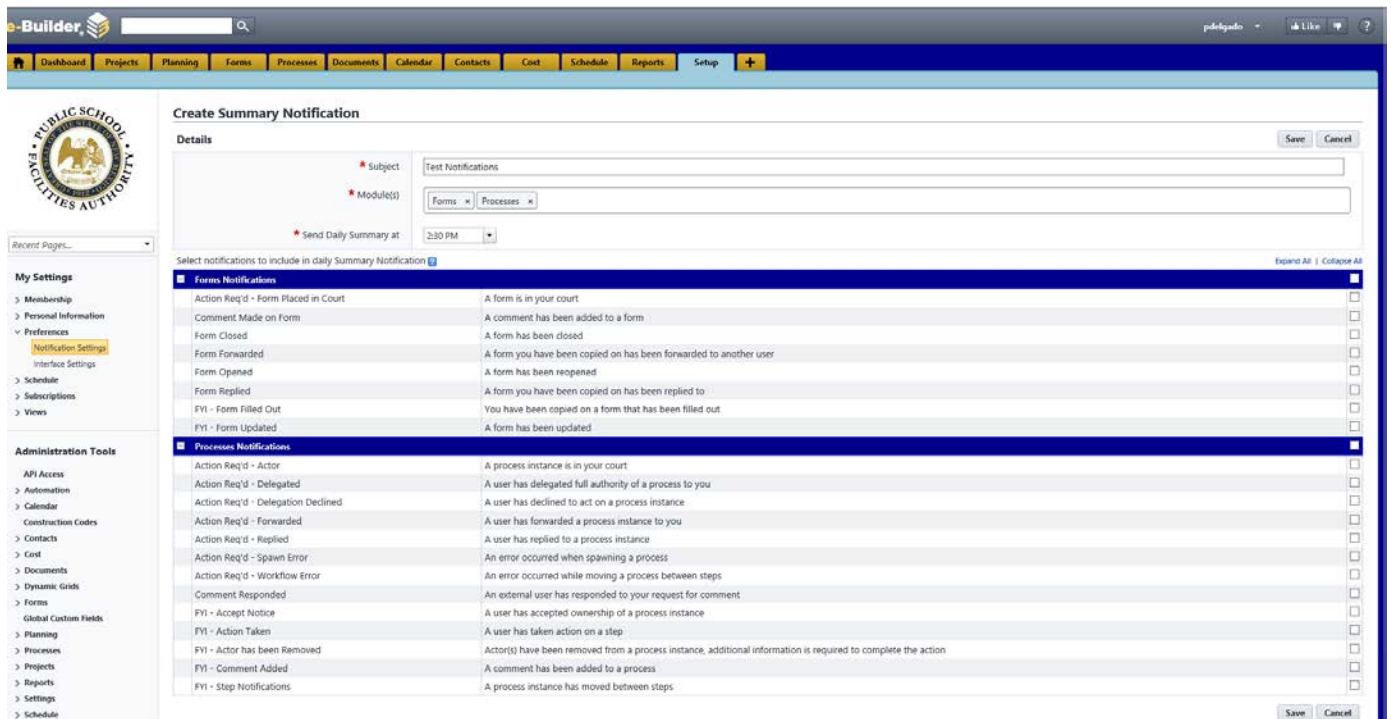 e-Builder
pdelgado
Like
?
Dashboard Projects Planning Forms Processes Documents Calendar Contacts Cost Schedule Reports Setup +
PUBLIC SCHOOL FACILITIES AUTHORITY
Recent Pages...
My Settings
Membership
Personal Information
Preferences
Notification Settings
Interface Settings
Schedule
Subscriptions
Views
Administration Tools
API Access
Automation
Calendar
Construction Codes
Contacts
Cost
Documents
Dynamic Grids
Forms
Global Custom Fields
Planning
Processes
Projects
Reports
Settings
Schedule
Create Summary Notification
Details Save Cancel
* Subject Test Notifications
* Module(s) Forms × Processes ×
* Send Daily Summary at 2:30 PM
Select notifications to include in daily Summary Notification ? Expand All | Collapse All
Forms Notifications
Action Req'd - Form Placed in Court A form is in your court
Comment Made on Form A comment has been added to a form
Form Closed A form has been closed
Form Forwarded A form you have been copied on has been forwarded to another user
Form Opened A form has been reopened
Form Replied A form you have been copied on has been replied to
FYI - Form Filled Out You have been copied on a form that has been filled out
FYI - Form Updated A form has been updated
Processes Notifications
Action Req'd - Actor A process instance is in your court
Action Req'd - Delegated A user has delegated full authority of a process to you
Action Req'd - Delegation Declined A user has declined to act on a process instance
Action Req'd - Forwarded A user has forwarded a process instance to you
Action Req'd - Replied A user has replied to a process instance
Action Req'd - Spawn Error An error occurred when spawning a process
Action Req'd - Workflow Error An error occurred while moving a process between steps
Comment Responded An external user has responded to your request for comment
FYI - Accept Notice A user has accepted ownership of a process instance
FYI - Action Taken A user has taken action on a step
FYI - Actor has been Removed Actor(s) have been removed from a process instance, additional information is required to complete the action
FYI - Comment Added A comment has been added to a process
FYI - Step Notifications A process instance has moved between steps
Save Cancel